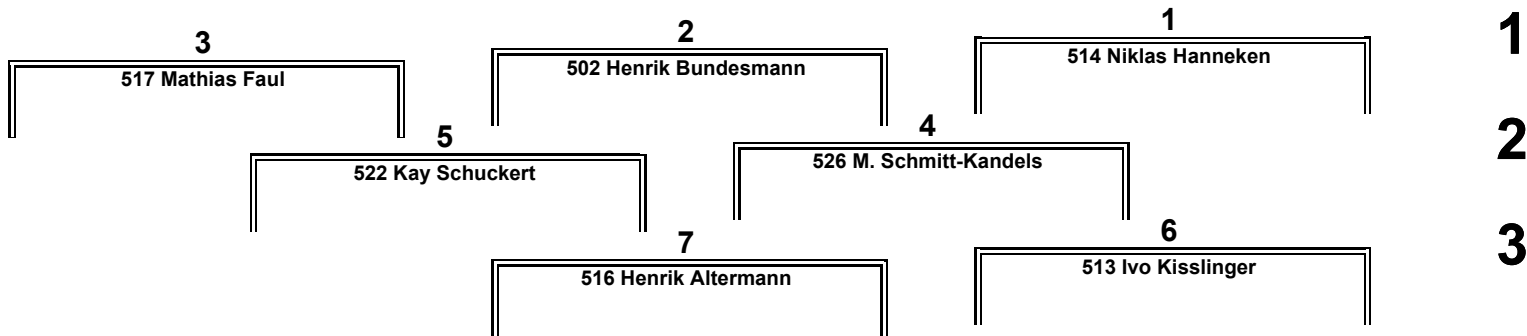 3 2 1 1
517 Mathias Faul 502 Henrik Bundesmann 514 Niklas Hanneken
5 4 2
522 Kay Schuckert 526 M. Schmitt-Kandels
7 6 3
516 Henrik Altermann 513 Ivo Kisslinger